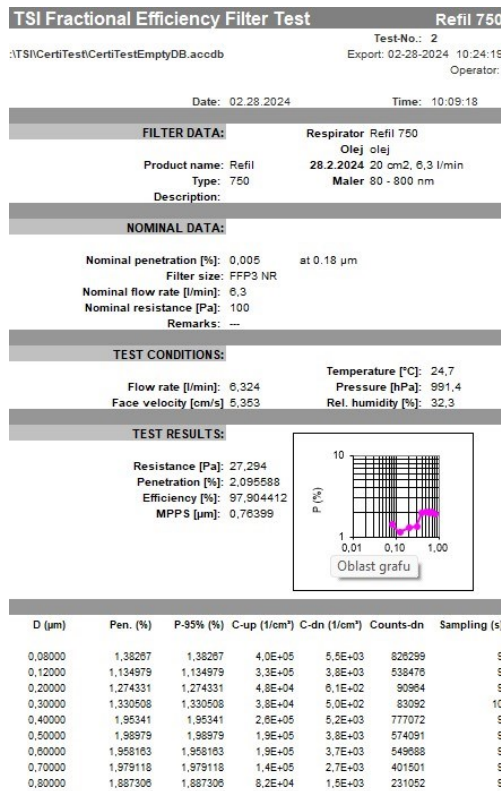 TSI Fractional Efficiency Filter Test Refil 750
Test-No.: 2
:\TSI\CertiTest\CertiTestEmptyDB.accdb Export: 02-28-2024 10:24:19
Operator:
Date: 02.28.2024 Time: 10:09:18
FILTER DATA: Respirator Refil 750
Olej olej
Product name: Refil 28.2.2024 20 cm2, 6,3 l/min
Type: 750 Maler 80 - 800 nm
Description:
NOMINAL DATA:
Nominal penetration [%]: 0,005 at 0.18 µm
Filter size: FFP3 NR
Nominal flow rate [l/min]: 6,3
Nominal resistance [Pa]: 100
Remarks: ---
TEST CONDITIONS:
Temperature [°C]: 24,7
Flow rate [l/min]: 6,324 Pressure [hPa]: 991,4
Face velocity [cm/s] 5,353 Rel. humidity [%]: 32,3
TEST RESULTS:
Resistance [Pa]: 27,294
Penetration [%]: 2,095588
Efficiency [%]: 97,904412
MPPS [µm]: 0,76399
10
P (%)
1
0,01 0,10 1,00
Oblast grafu
D (µm) Pen. (%) P-95% (%) C-up (1/cm³) C-dn (1/cm³) Counts-dn Sampling (s)
0,08000 1,38267 1,38267 4,0E+05 5,5E+03 826299 9
0,12000 1,134979 1,134979 3,3E+05 3,8E+03 538476 9
0,20000 1,274331 1,274331 4,8E+04 6,1E+02 90964 9
0,30000 1,330508 1,330508 3,8E+04 5,0E+02 83092 10
0,40000 1,95341 1,95341 2,6E+05 5,2E+03 777072 9
0,50000 1,98979 1,98979 1,9E+05 3,8E+03 574091 9
0,60000 1,958163 1,958163 1,9E+05 3,7E+03 549688 9
0,70000 1,979118 1,979118 1,4E+05 2,7E+03 401501 9
0,80000 1,887306 1,887306 8,2E+04 1,5E+03 231052 9